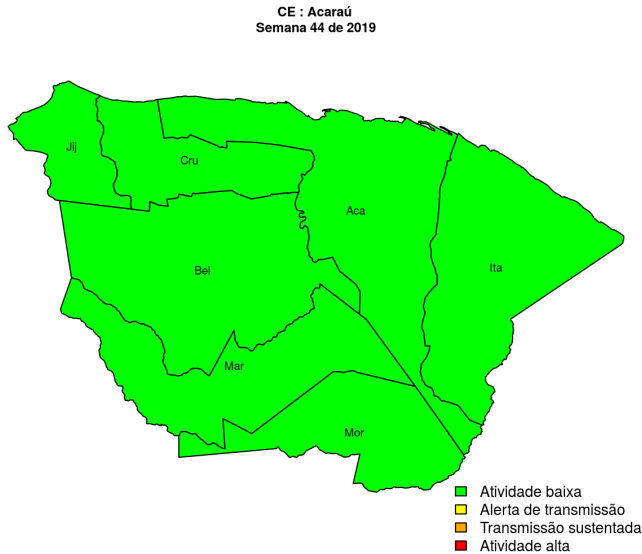 CE : Acaraú
Semana 44 de 2019
Jij
Cru
Aca
Bel
Ita
Mar
Mor
Atividade baixa
Alerta de transmissão
Transmissão sustentada
Atividade alta